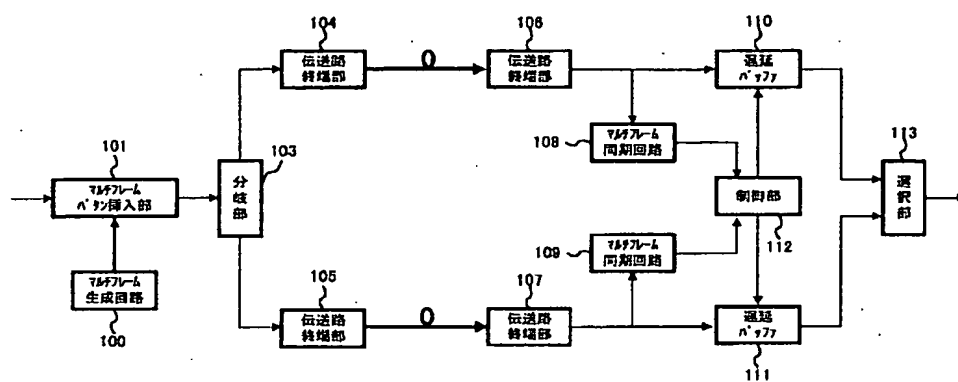 104
伝送路
終端部
106
伝送路
終端部
110
遅延
バッファ
101
マルチフレーム
パタン挿入部
103
分岐部
108
マルチフレーム
同期回路
113
選択部
制御部
112
109
マルチフレーム
同期回路
マルチフレーム
生成回路
100
105
伝送路
終端部
107
伝送路
終端部
遅延
バッファ
111